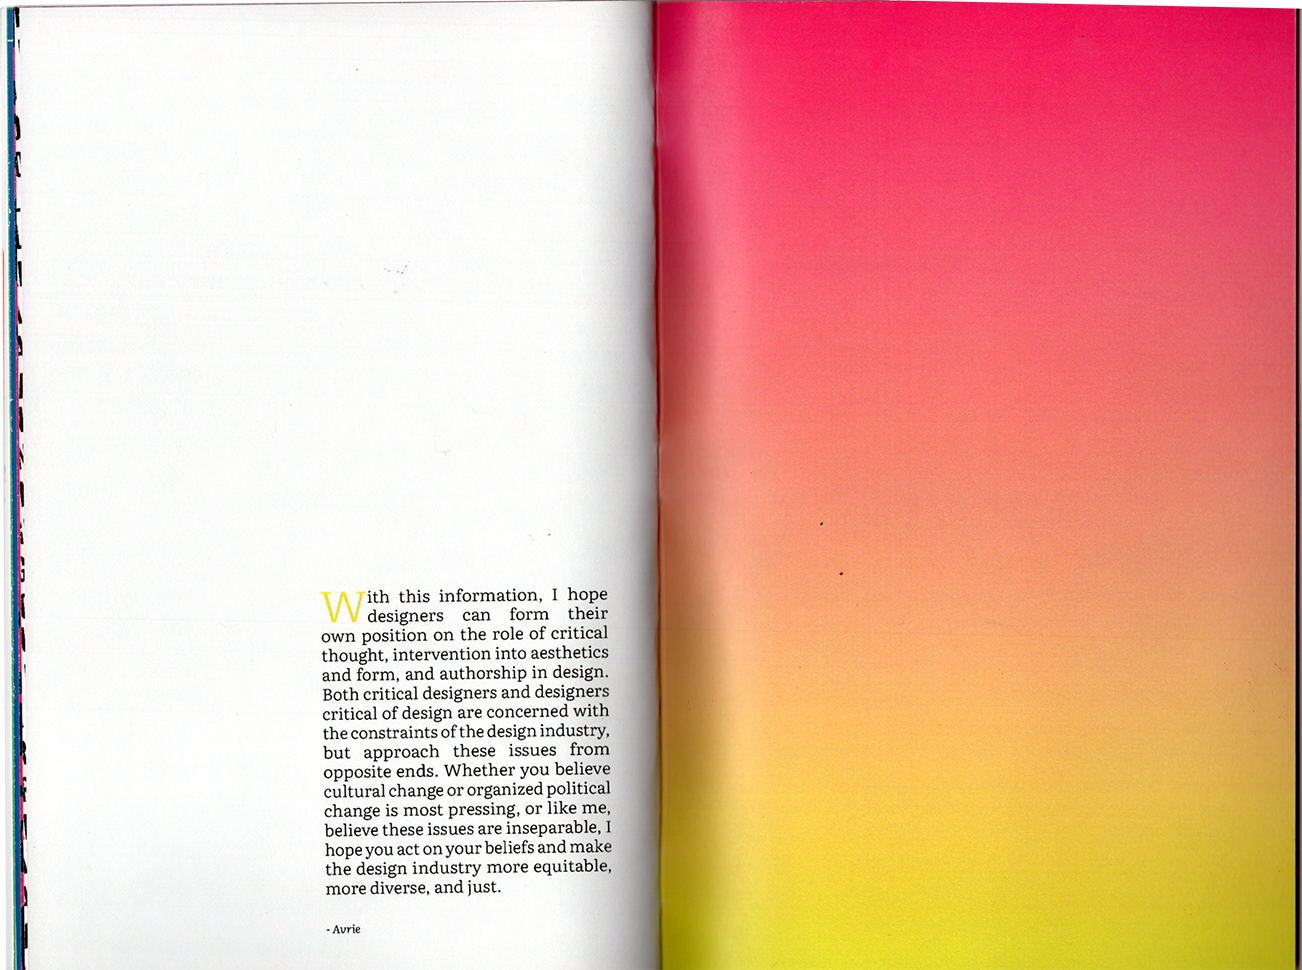 With this information, I hope
designers can form their
own position on the role of critical
thought, intervention into aesthetics
and form, and authorship in design.
Both critical designers and designers
critical of design are concerned with
the constraints of the design industry,
but approach these issues from
opposite ends. Whether you believe
cultural change or organized political
change is most pressing, or like me,
believe these issues are inseparable, I
hope you act on your beliefs and make
the design industry more equitable,
more diverse, and just.
- Avrie